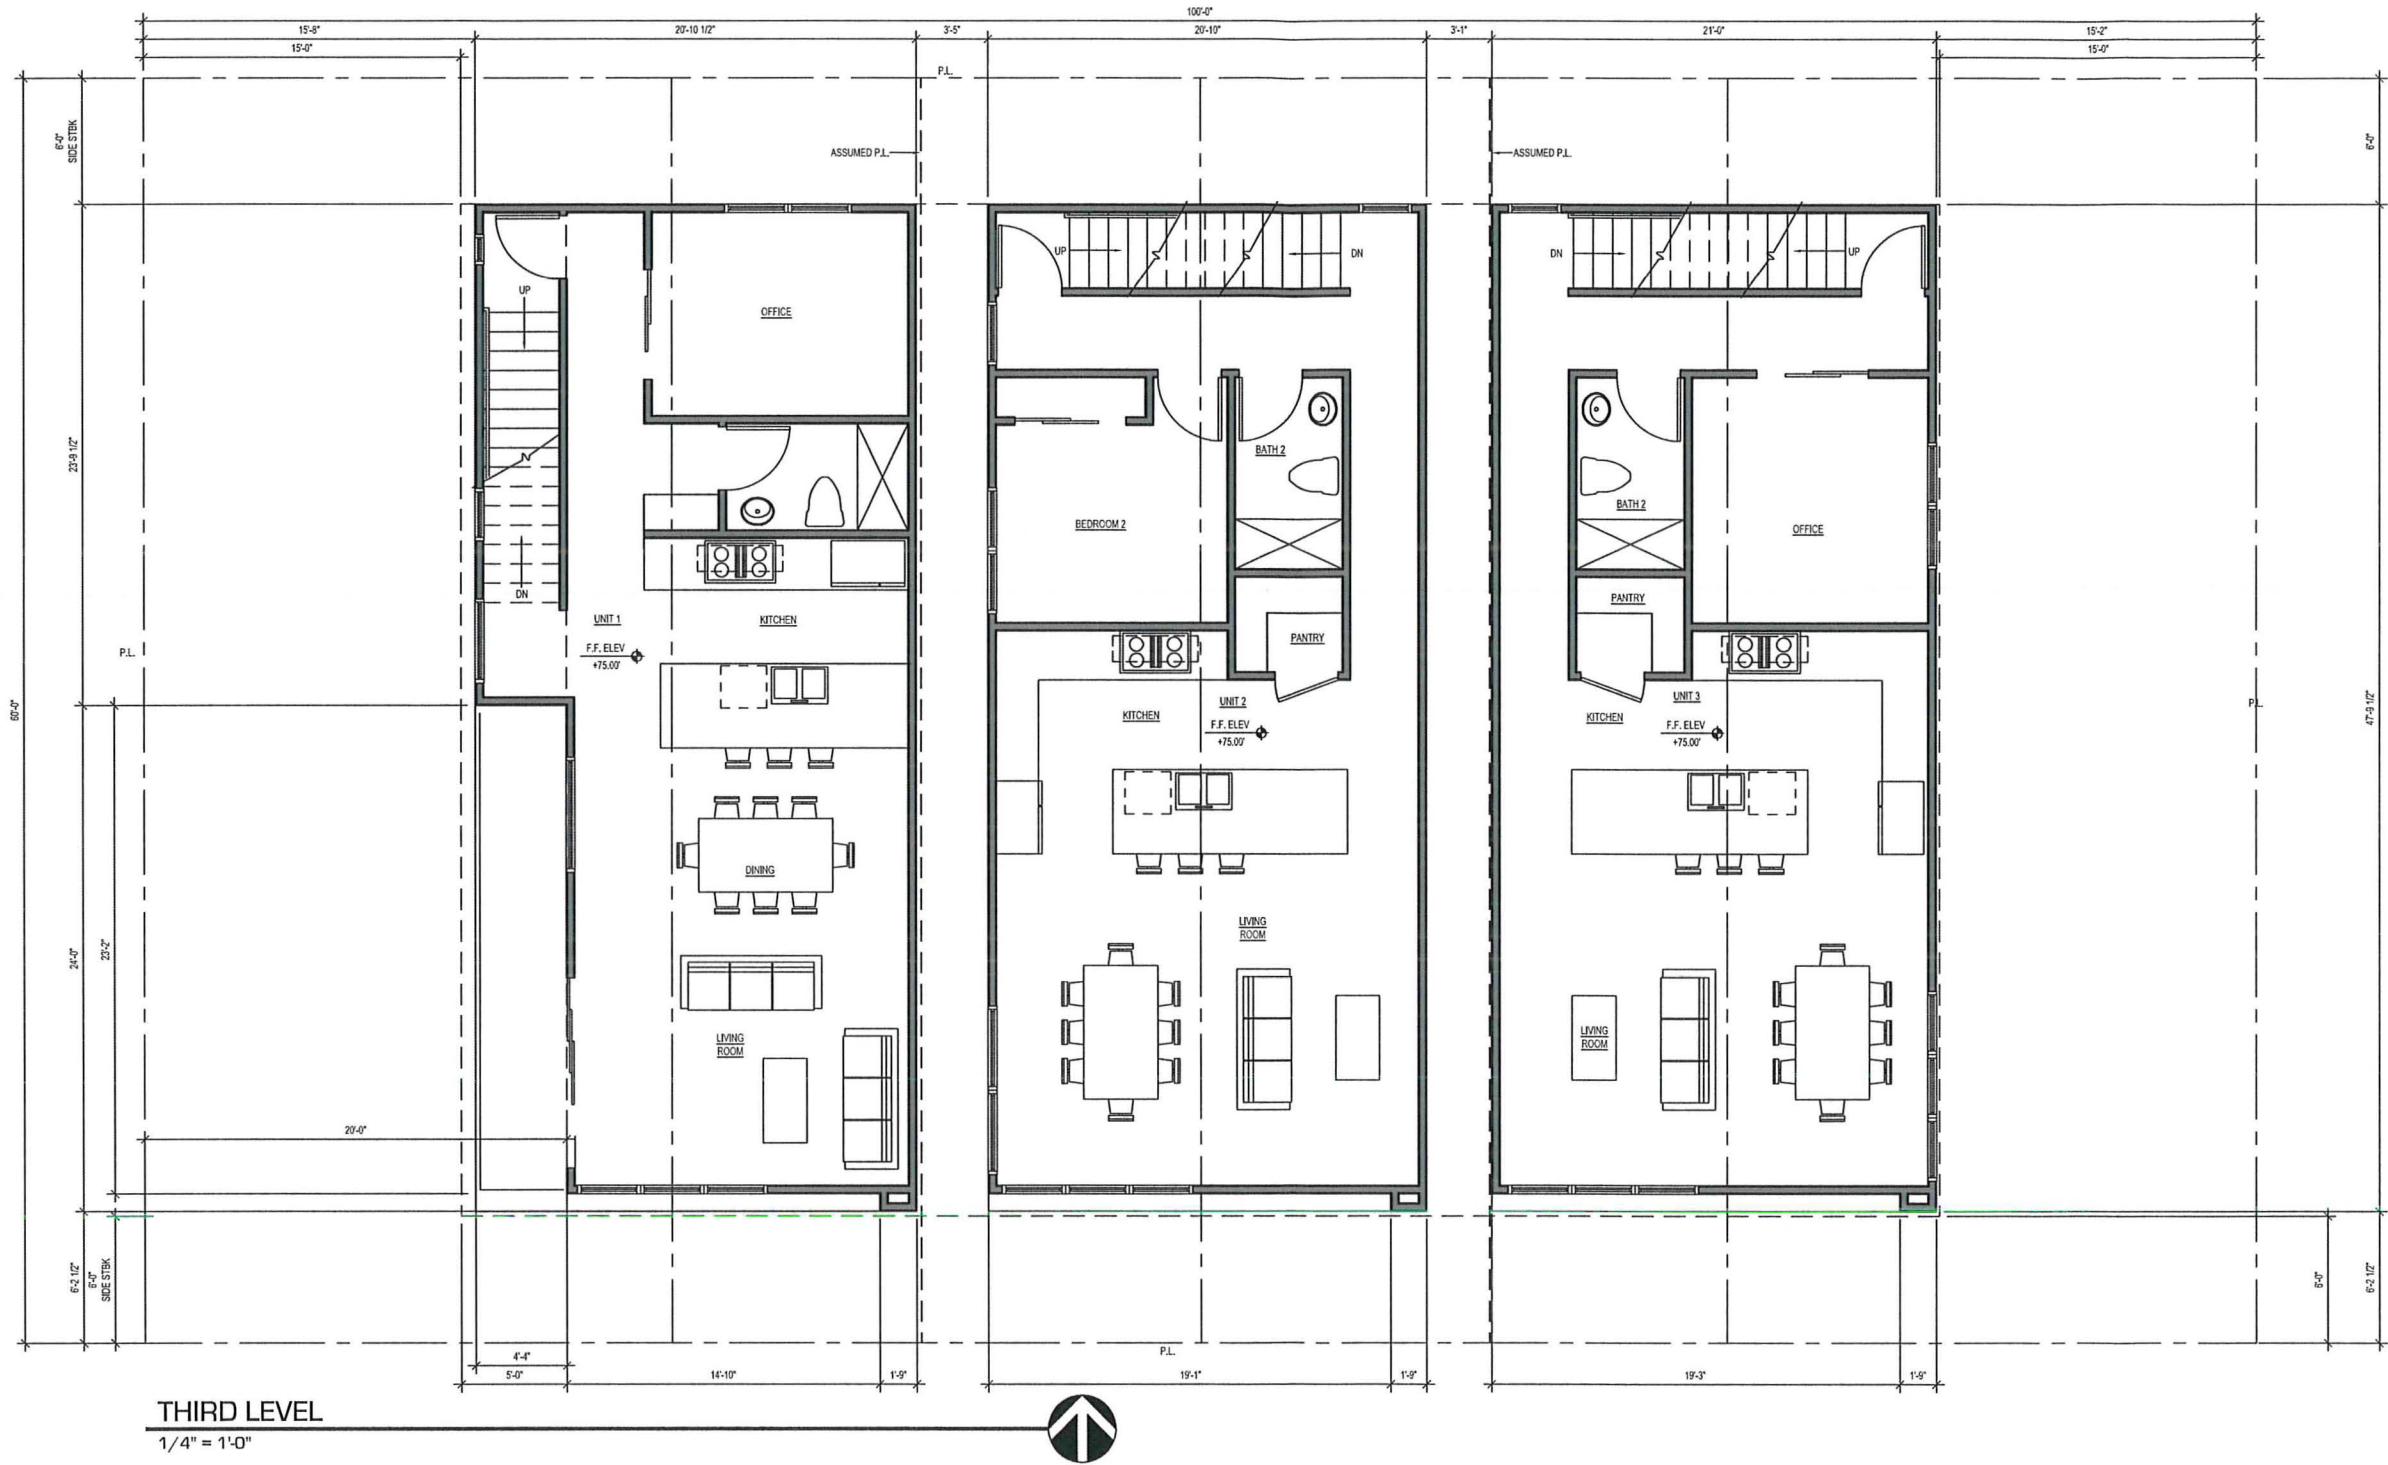 100'-0"
15'-8" 20'-10 1/2" 3'-5" 20'-10" 3'-1" 21'-0" 15'-2"
15'-0" 15'-0"
P.L.
6'-0"
SIDE STBK
6'-0"
ASSUMED P.L.
ASSUMED P.L.
UP
OFFICE
UP
DN
DN
UP
23'-9 1/2"
BATH 2
BEDROOM 2
BATH 2
OFFICE
DN
UNIT 1
KITCHEN
PANTRY
PANTRY
P.L.
F.F. ELEV
+75.00'
60'-0"
KITCHEN
UNIT 2
F.F. ELEV
+75.00'
KITCHEN
UNIT 3
F.F. ELEV
+75.00'
P.L.
47'-9 1/2"
DINING
24'-0"
23'-2"
LIVING
ROOM
LIVING
ROOM
LIVING
ROOM
20'-0"
6'-2 1/2"
6'-0"
SIDE STBK
6'-0"
6'-2 1/2"
P.L.
4'-4"
5'-0" 14'-10" 1'-9" 19'-1" 1'-9" 19'-3" 1'-9"
THIRD LEVEL
1/4" = 1'-0"